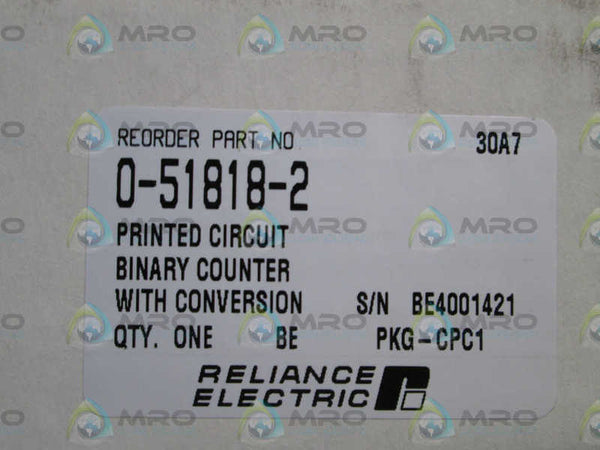 REORDER PART NO. 30A7
0-51818-2
PRINTED CIRCUIT
BINARY COUNTER
WITH CONVERSION S/N BE4001421
QTY. ONE BE PKG-CPC1
RELIANCE
ELECTRIC
MRO